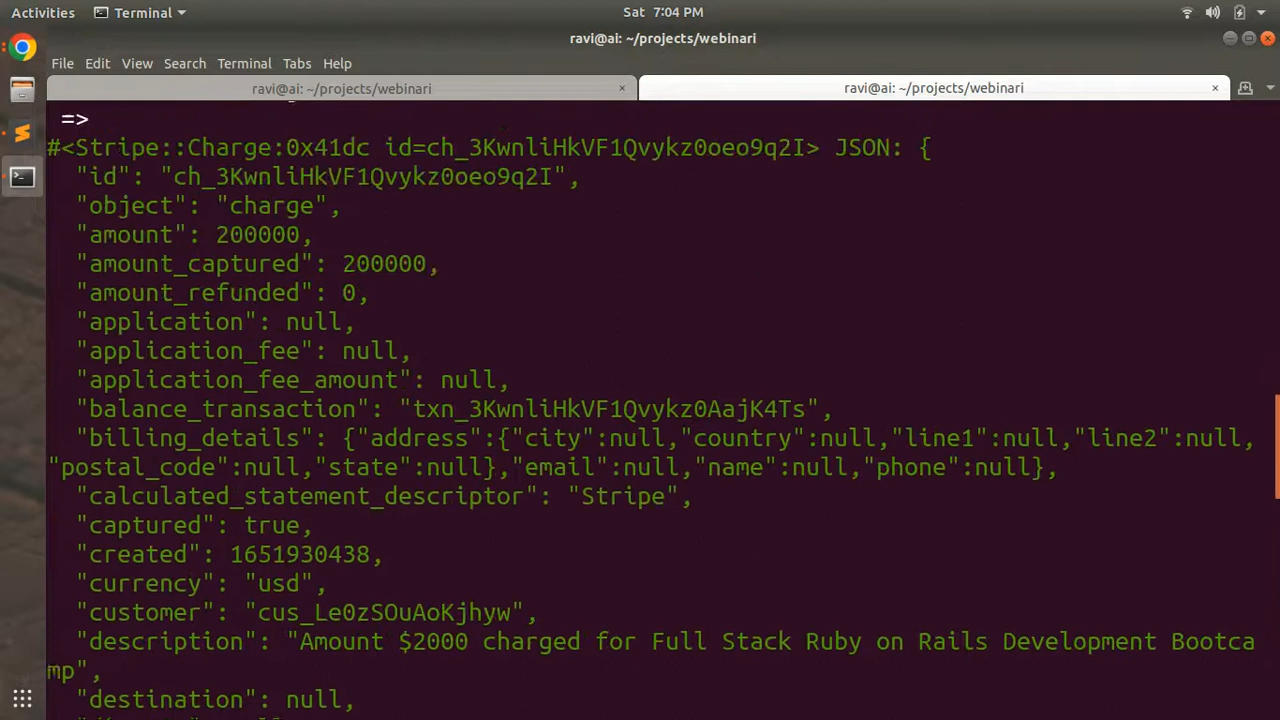 Activities Terminal Sat 7:04 PM
ravi@ai: ~/projects/webinari
File Edit View Search Terminal Tabs Help
ravi@ai: ~/projects/webinari × ravi@ai: ~/projects/webinari ×
=>
#<Stripe::Charge:0x41dc id=ch_3KwnliHkVF1Qvykz0oeo9q2I> JSON: {
"id": "ch_3KwnliHkVF1Qvykz0oeo9q2I",
"object": "charge",
"amount": 200000,
"amount_captured": 200000,
"amount_refunded": 0,
"application": null,
"application_fee": null,
"application_fee_amount": null,
"balance_transaction": "txn_3KwnliHkVF1Qvykz0AajK4Ts",
"billing_details": {"address":{"city":null,"country":null,"line1":null,"line2":null,
"postal_code":null,"state":null},"email":null,"name":null,"phone":null},
"calculated_statement_descriptor": "Stripe",
"captured": true,
"created": 1651930438,
"currency": "usd",
"customer": "cus_Le0zSOuAoKjhyw",
"description": "Amount $2000 charged for Full Stack Ruby on Rails Development Bootca
mp",
"destination": null,